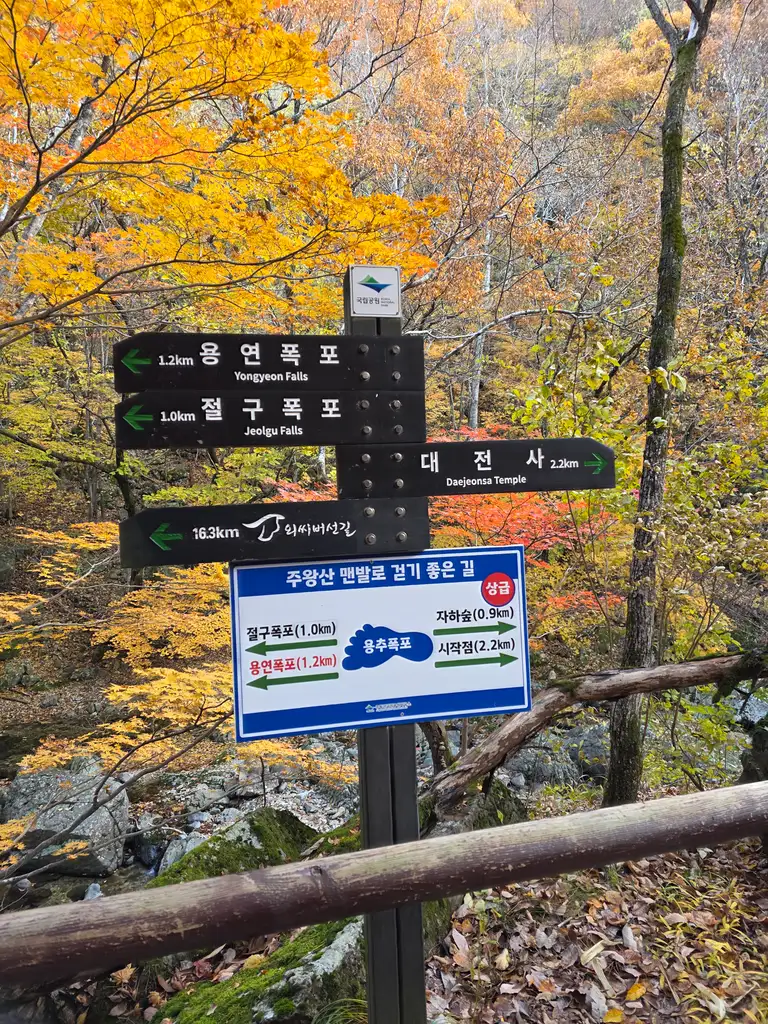 국립공원
1.2km 용연폭포
Yongyeon Falls
1.0km 절구폭포
Jeolgu Falls
대전사 2.2km
Daejeonsa Temple
16.3km 외씨버선길
주왕산 맨발로 걷기 좋은 길
상급
절구폭포(1.0km)
용연폭포(1.2km)
용추폭포
자하숲(0.9km)
시작점(2.2km)